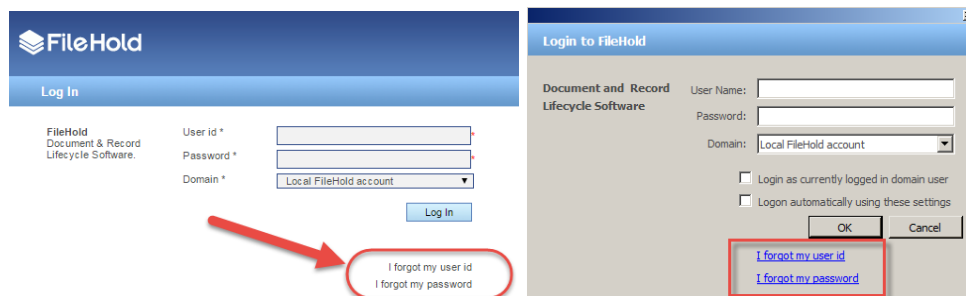 FileHold
Log In
FileHold
Document & Record
Lifecycle Software.
User id *
*
Password *
*
Domain *
Local FileHold account
Log In
I forgot my user id
I forgot my password
Login to FileHold
Document and Record
Lifecycle Software
User Name:
Password:
Domain:
Local FileHold account
Login as currently logged in domain user
Logon automatically using these settings
OK
Cancel
I forgot my user id
I forgot my password